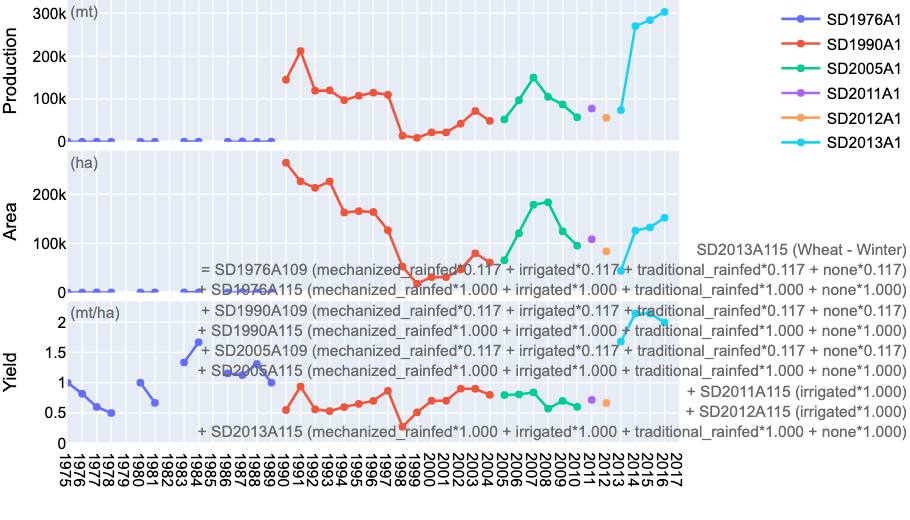 (mt)
300k
200k
100k
0
Production
SD1976A1
SD1990A1
SD2005A1
SD2011A1
SD2012A1
SD2013A1
(ha)
200k
100k
0
Area
SD2013A115 (Wheat - Winter)
= SD1976A109 (mechanized_rainfed*0.117 + irrigated*0.117 + traditional_rainfed*0.117 + none*0.117)
+ SD1976A115 (mechanized_rainfed*1.000 + irrigated*1.000 + traditional_rainfed*1.000 + none*1.000)
+ SD1990A109 (mechanized_rainfed*0.117 + irrigated*0.117 + traditional_rainfed*0.117 + none*0.117)
+ SD1990A115 (mechanized_rainfed*1.000 + irrigated*1.000 + traditional_rainfed*1.000 + none*1.000)
+ SD2005A109 (mechanized_rainfed*0.117 + irrigated*0.117 + traditional_rainfed*0.117 + none*0.117)
+ SD2005A115 (mechanized_rainfed*1.000 + irrigated*1.000 + traditional_rainfed*1.000 + none*1.000)
+ SD2011A115 (irrigated*1.000)
+ SD2012A115 (irrigated*1.000)
+ SD2013A115 (mechanized_rainfed*1.000 + irrigated*1.000 + traditional_rainfed*1.000 + none*1.000)
(mt/ha)
2
1.5
1
0.5
0
Yield
1975
1976
1977
1978
1979
1980
1981
1982
1983
1984
1985
1986
1987
1988
1989
1990
1991
1992
1993
1994
1995
1996
1997
1998
1999
2000
2001
2002
2003
2004
2005
2006
2007
2008
2009
2010
2011
2012
2013
2014
2015
2016
2017